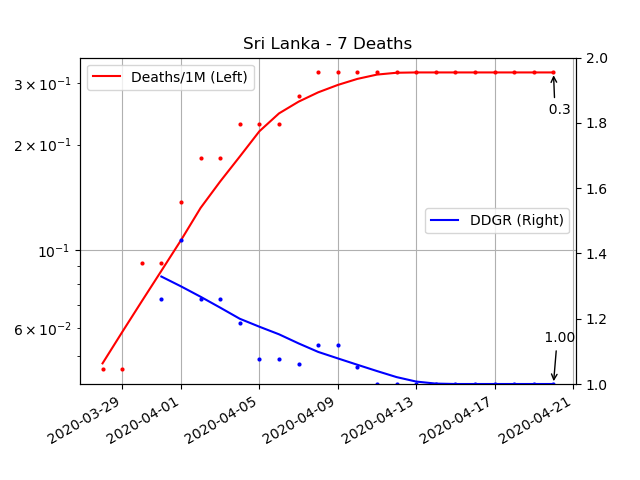 Sri Lanka - 7 Deaths
Deaths/1M (Left)
DDGR (Right)
3 × 10⁻¹
2 × 10⁻¹
10⁻¹
6 × 10⁻²
2.0
1.8
1.6
1.4
1.2
1.0
0.3
1.00
2020-03-29
2020-04-01
2020-04-05
2020-04-09
2020-04-13
2020-04-17
2020-04-21